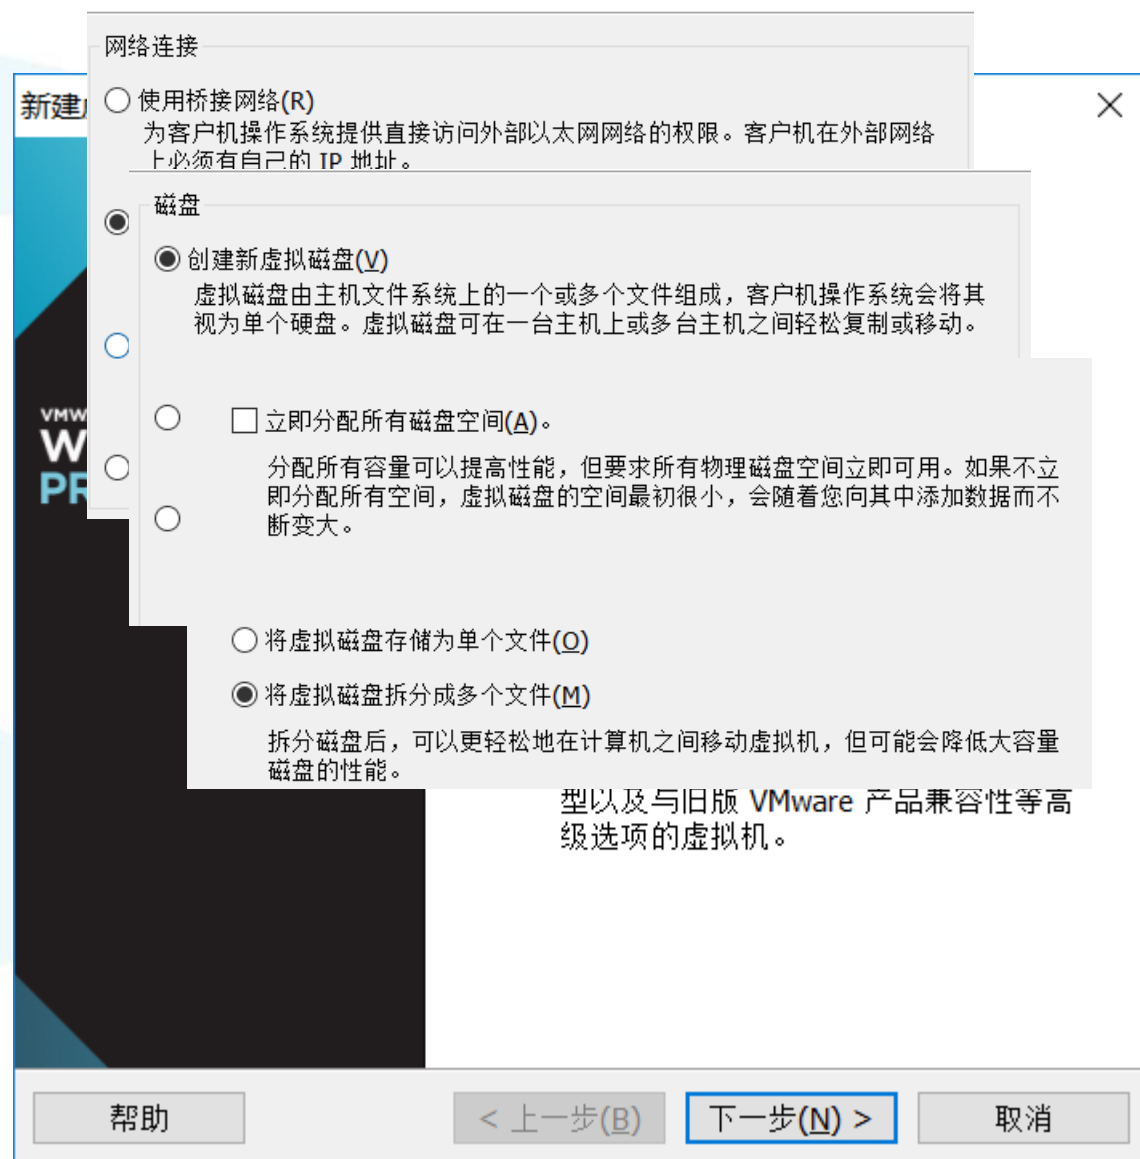 网络连接
新建
使用桥接网络(R)
为客户机操作系统提供直接访问外部以太网网络的权限。客户机在外部网络
上必须有自己的 IP 地址。
磁盘
创建新虚拟磁盘(V)
虚拟磁盘由主机文件系统上的一个或多个文件组成，客户机操作系统会将其
视为单个硬盘。虚拟磁盘可在一台主机上或多台主机之间轻松复制或移动。
VMW
W
PR
立即分配所有磁盘空间(A)。
分配所有容量可以提高性能，但要求所有物理磁盘空间立即可用。如果不立
即分配所有空间，虚拟磁盘的空间最初很小，会随着您向其中添加数据而不
断变大。
将虚拟磁盘存储为单个文件(O)
将虚拟磁盘拆分成多个文件(M)
拆分磁盘后，可以更轻松地在计算机之间移动虚拟机，但可能会降低大容量
磁盘的性能。
型以及与旧版 VMware 产品兼容性等高
级选项的虚拟机。
帮助
< 上一步(B)
下一步(N) >
取消